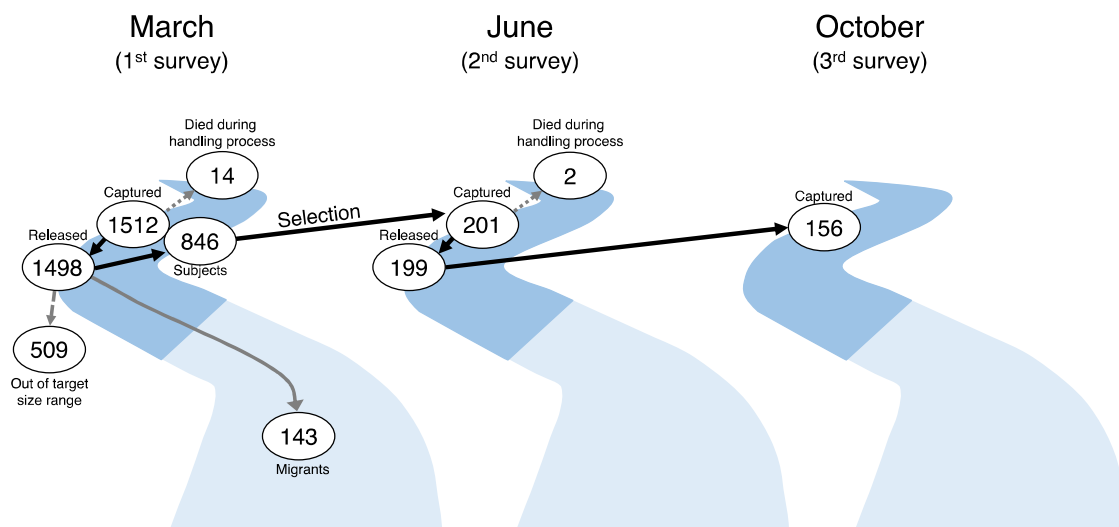 March
(1st survey)
June
(2nd survey)
October
(3rd survey)
Died during
handling process
14
Captured
1512
Released
1498
846
Subjects
Selection
509
Out of target
size range
143
Migrants
Died during
handling process
2
Captured
201
Released
199
Captured
156